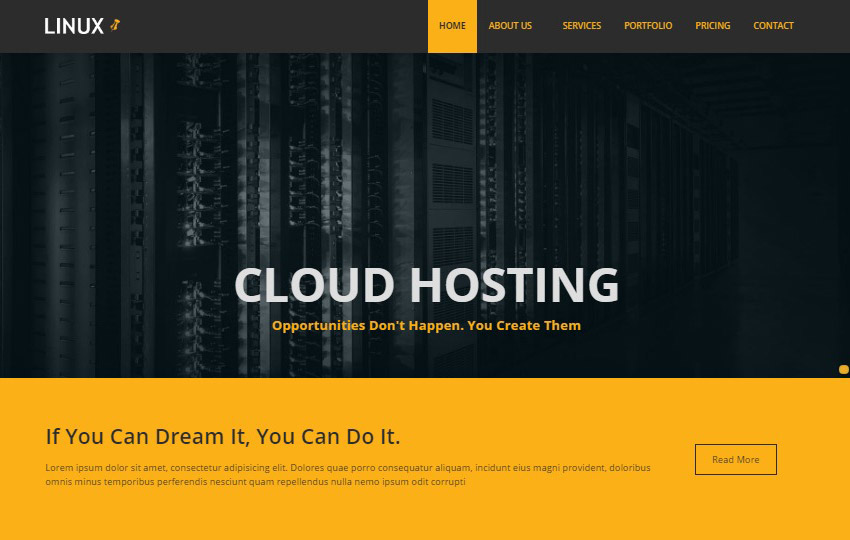 LINUX
HOME ABOUT US SERVICES PORTFOLIO PRICING CONTACT
CLOUD HOSTING
Opportunities Don't Happen. You Create Them
If You Can Dream It, You Can Do It.
Lorem ipsum dolor sit amet, consectetur adipisicing elit. Dolores quae porro consequatur aliquam, incidunt eius magni provident, doloribus
omnis minus temporibus perferendis nesciunt quam repellendus nulla nemo ipsum odit corrupti
Read More